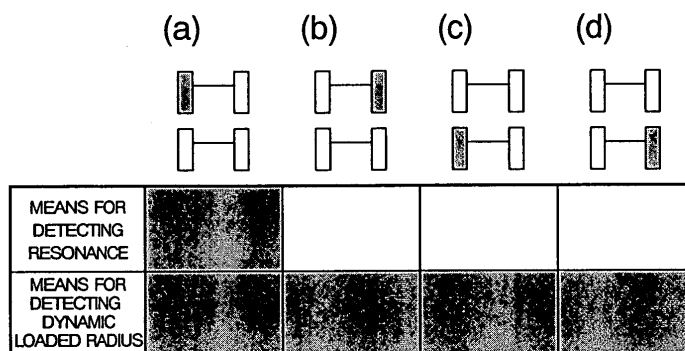 (a) (b) (c) (d)
MEANS FOR
DETECTING
RESONANCE
MEANS FOR
DETECTING
DYNAMIC
LOADED RADIUS